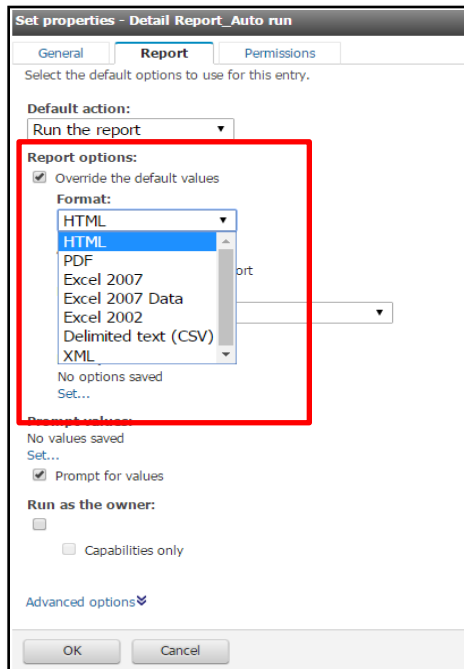 Set properties - Detail Report_Auto run
General Report Permissions
Select the default options to use for this entry.
Default action:
Run the report
Report options:
Override the default values
Format:
HTML
HTML
PDF
Excel 2007
Excel 2007 Data
Excel 2002
Delimited text (CSV)
XML
No options saved
Set...
Prompt values:
No values saved
Set...
Prompt for values
Run as the owner:
Capabilities only
Advanced options
OK Cancel